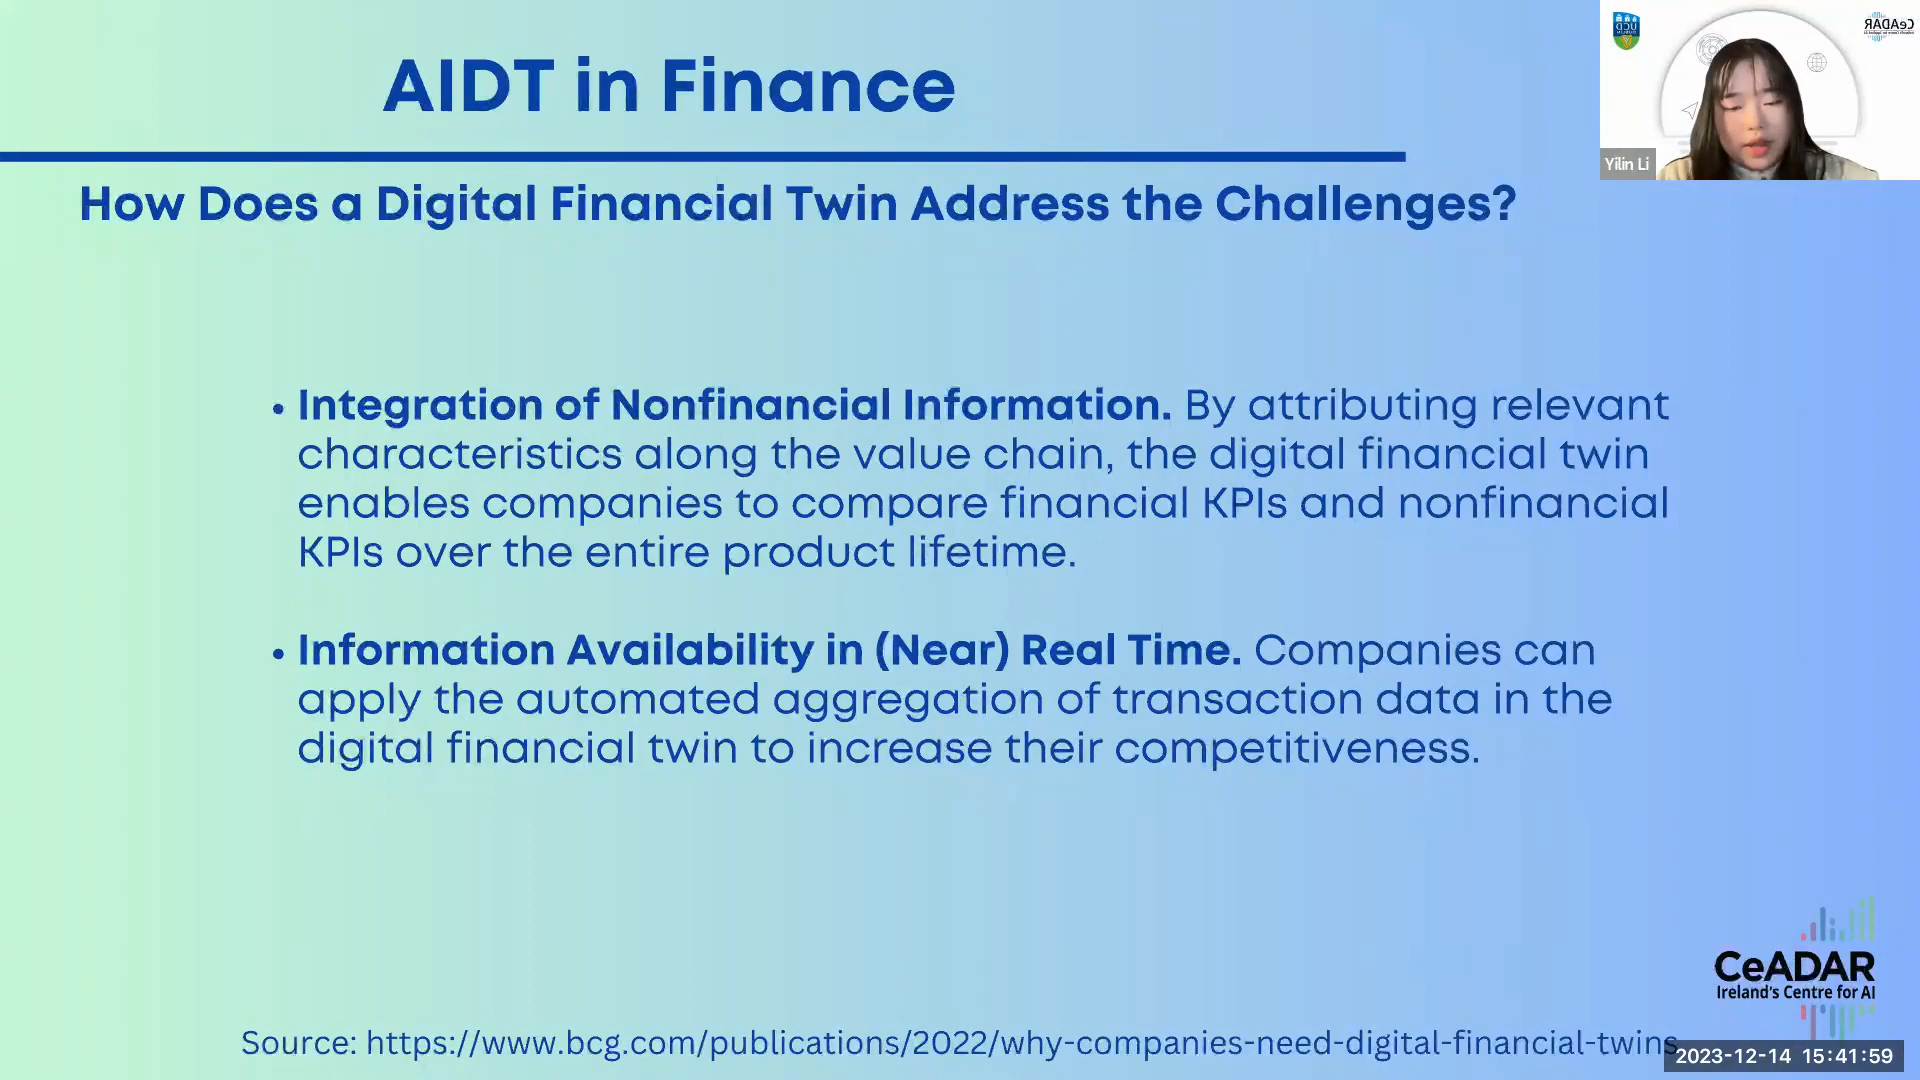 AIDT in Finance
CeADAR
Yilin Li
How Does a Digital Financial Twin Address the Challenges?
• Integration of Nonfinancial Information. By attributing relevant
characteristics along the value chain, the digital financial twin
enables companies to compare financial KPIs and nonfinancial
KPIs over the entire product lifetime.
• Information Availability in (Near) Real Time. Companies can
apply the automated aggregation of transaction data in the
digital financial twin to increase their competitiveness.
CeADAR
Ireland's Centre for AI
Source: https://www.bcg.com/publications/2022/why-companies-need-digital-financial-twins
2023-12-14 15:41:59